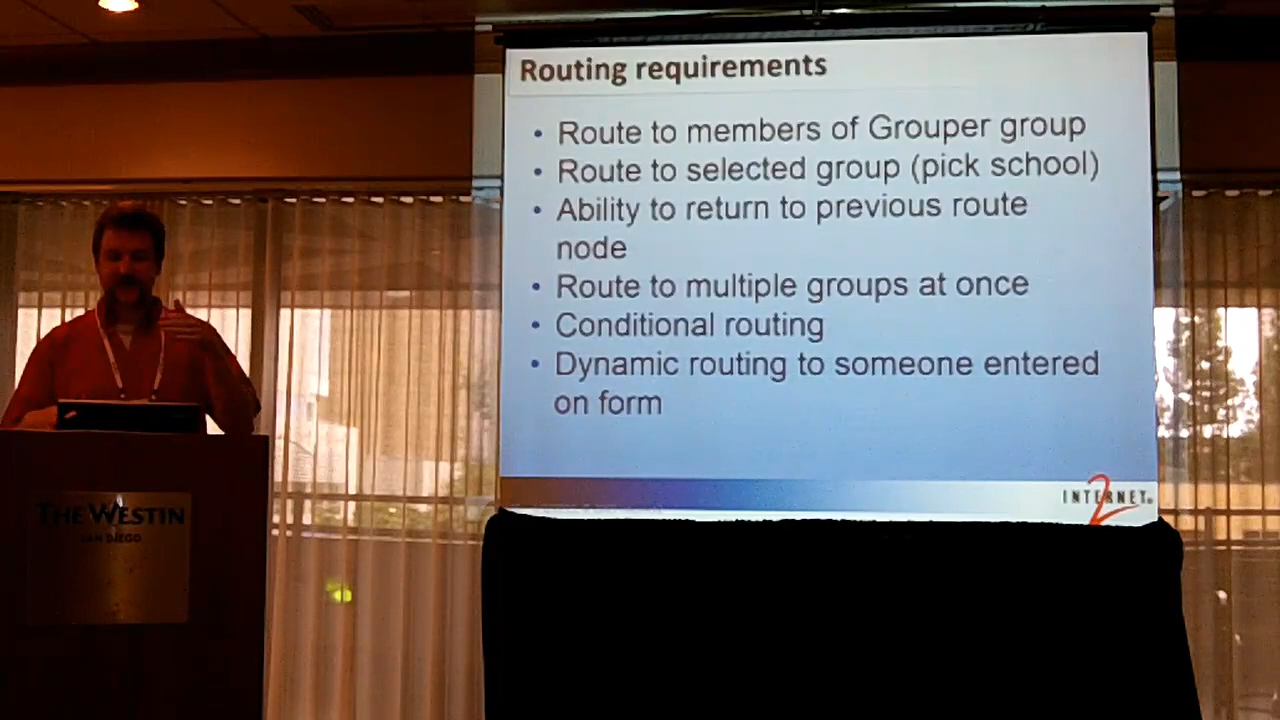 Routing requirements
• Route to members of Grouper group
• Route to selected group (pick school)
• Ability to return to previous route
node
• Route to multiple groups at once
• Conditional routing
• Dynamic routing to someone entered
on form
INTERNET®
2
THE WESTIN
SAN DIEGO